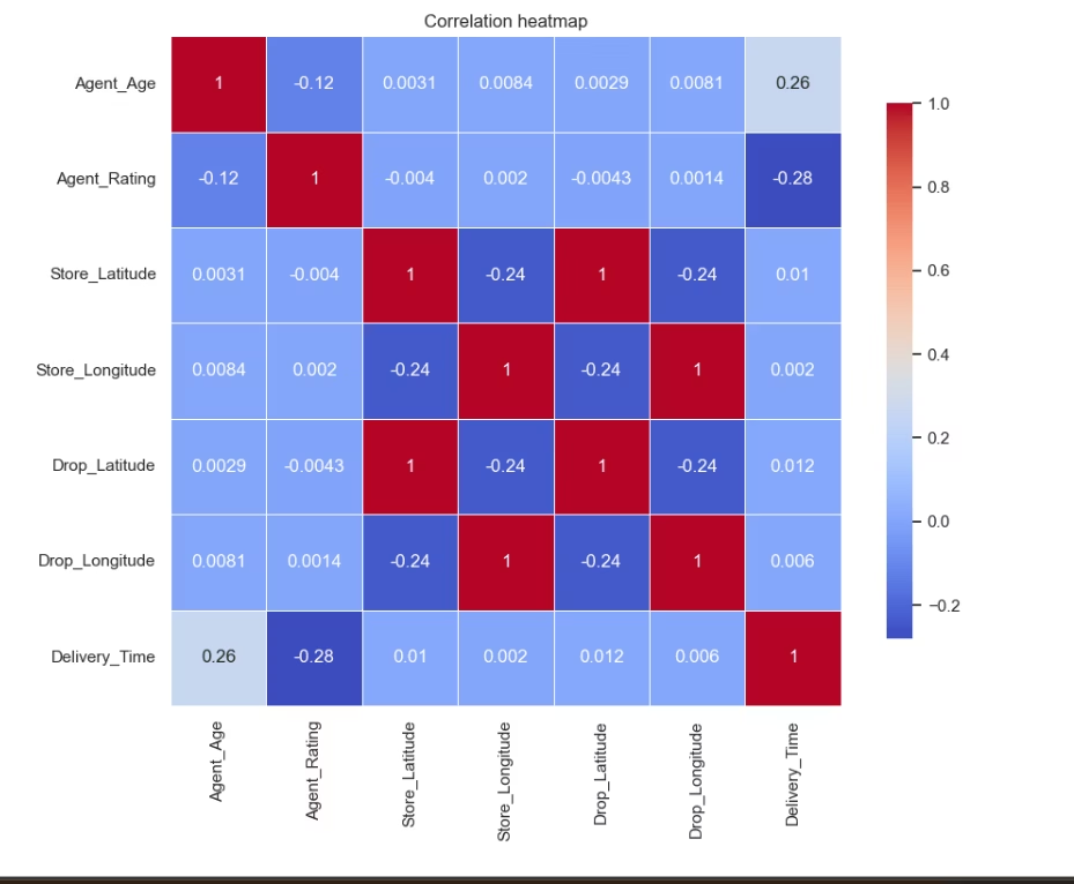 Correlation heatmap
Agent_Age 1 -0.12 0.0031 0.0084 0.0029 0.0081 0.26
Agent_Rating -0.12 1 -0.004 0.002 -0.0043 0.0014 -0.28
Store_Latitude 0.0031 -0.004 1 -0.24 1 -0.24 0.01
Store_Longitude 0.0084 0.002 -0.24 1 -0.24 1 0.002
Drop_Latitude 0.0029 -0.0043 1 -0.24 1 -0.24 0.012
Drop_Longitude 0.0081 0.0014 -0.24 1 -0.24 1 0.006
Delivery_Time 0.26 -0.28 0.01 0.002 0.012 0.006 1
Agent_Age
Agent_Rating
Store_Latitude
Store_Longitude
Drop_Latitude
Drop_Longitude
Delivery_Time
1.0
0.8
0.6
0.4
0.2
0.0
−0.2